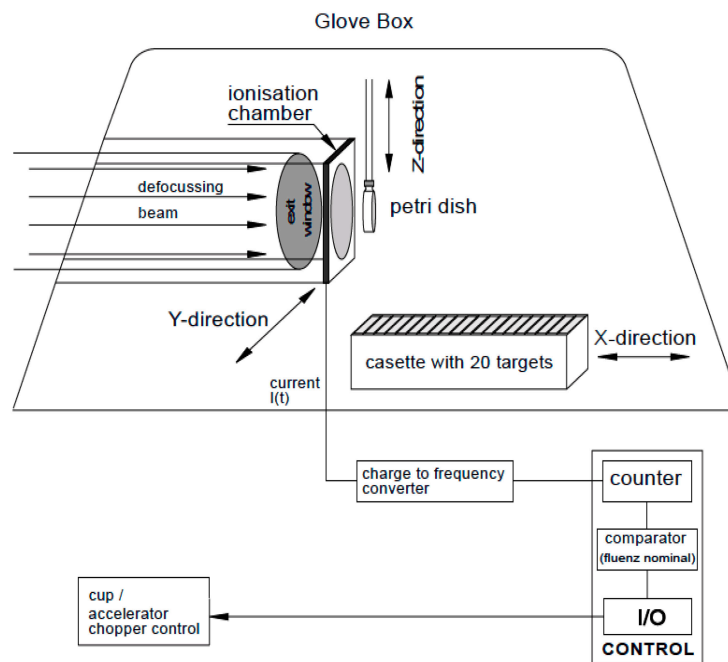 Glove Box
ionisation
chamber
Z-direction
defocussing
beam
exit
window
petri dish
Y-direction
X-direction
casette with 20 targets
current
I(t)
charge to frequency
converter
counter
comparator
(fluenz nominal)
cup /
accelerator
chopper control
I/O
CONTROL